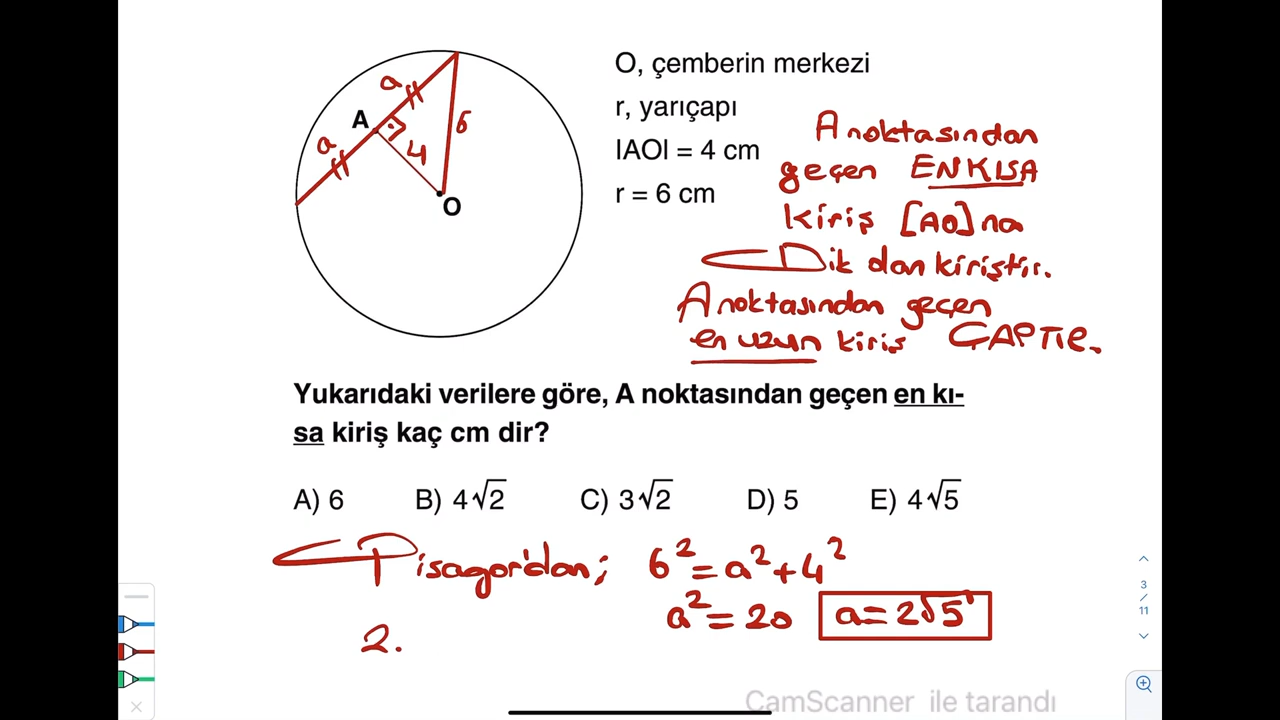 O, çemberin merkezi
r, yarıçapı
IAOI = 4 cm
r = 6 cm
A noktasından
geçen EN KISA
kiriş [AO]na
Dik olan kiriştir.
A noktasından geçen
en uzun kiriş ÇAPTIR.
a
A
a
4
6
O
Yukarıdaki verilere göre, A noktasından geçen en kı-
sa kiriş kaç cm dir?
A) 6 B) 4√2 C) 3√2 D) 5 E) 4√5
Pisagor'dan; 6² = a² + 4²
a² = 20 a = 2√5
2.
3
/
11
CamScanner ile tarandı